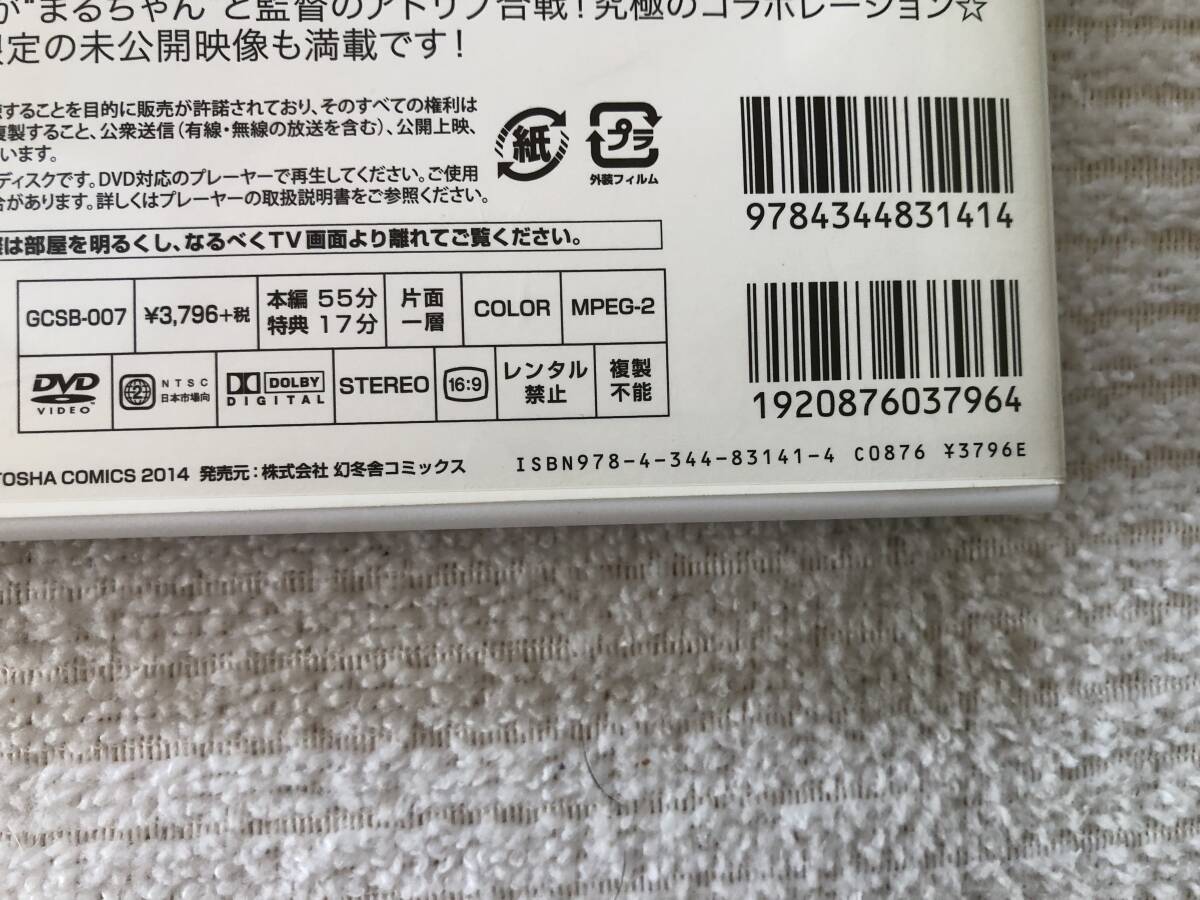 が“まるちゃん”と監督のアドリブ合戦！究極のコラボレーション☆
限定の未公開映像も満載です！
することを目的に販売が許諾されており、そのすべての権利は
複製すること、公衆送信（有線・無線の放送を含む）、公開上映、
います。
ディスクです。DVD対応のプレーヤーで再生してください。ご使用
合があります。詳しくはプレーヤーの取扱説明書をご参照ください。
紙
プラ
外装フィルム
9784344831414
は部屋を明るくし、なるべくTV画面より離れてご覧ください。
GCSB-007 ¥3,796+税 本編 55分 片面 COLOR MPEG-2
特典 17分 一層
1920876037964
DVD VIDEO 2 NTSC 日本市場向 DOLBY DIGITAL STEREO 16:9 レンタル 禁止 複製 不能
TOSHA COMICS 2014 発売元：株式会社 幻冬舎コミックス
ISBN978-4-344-83141-4 C0876 ¥3796E